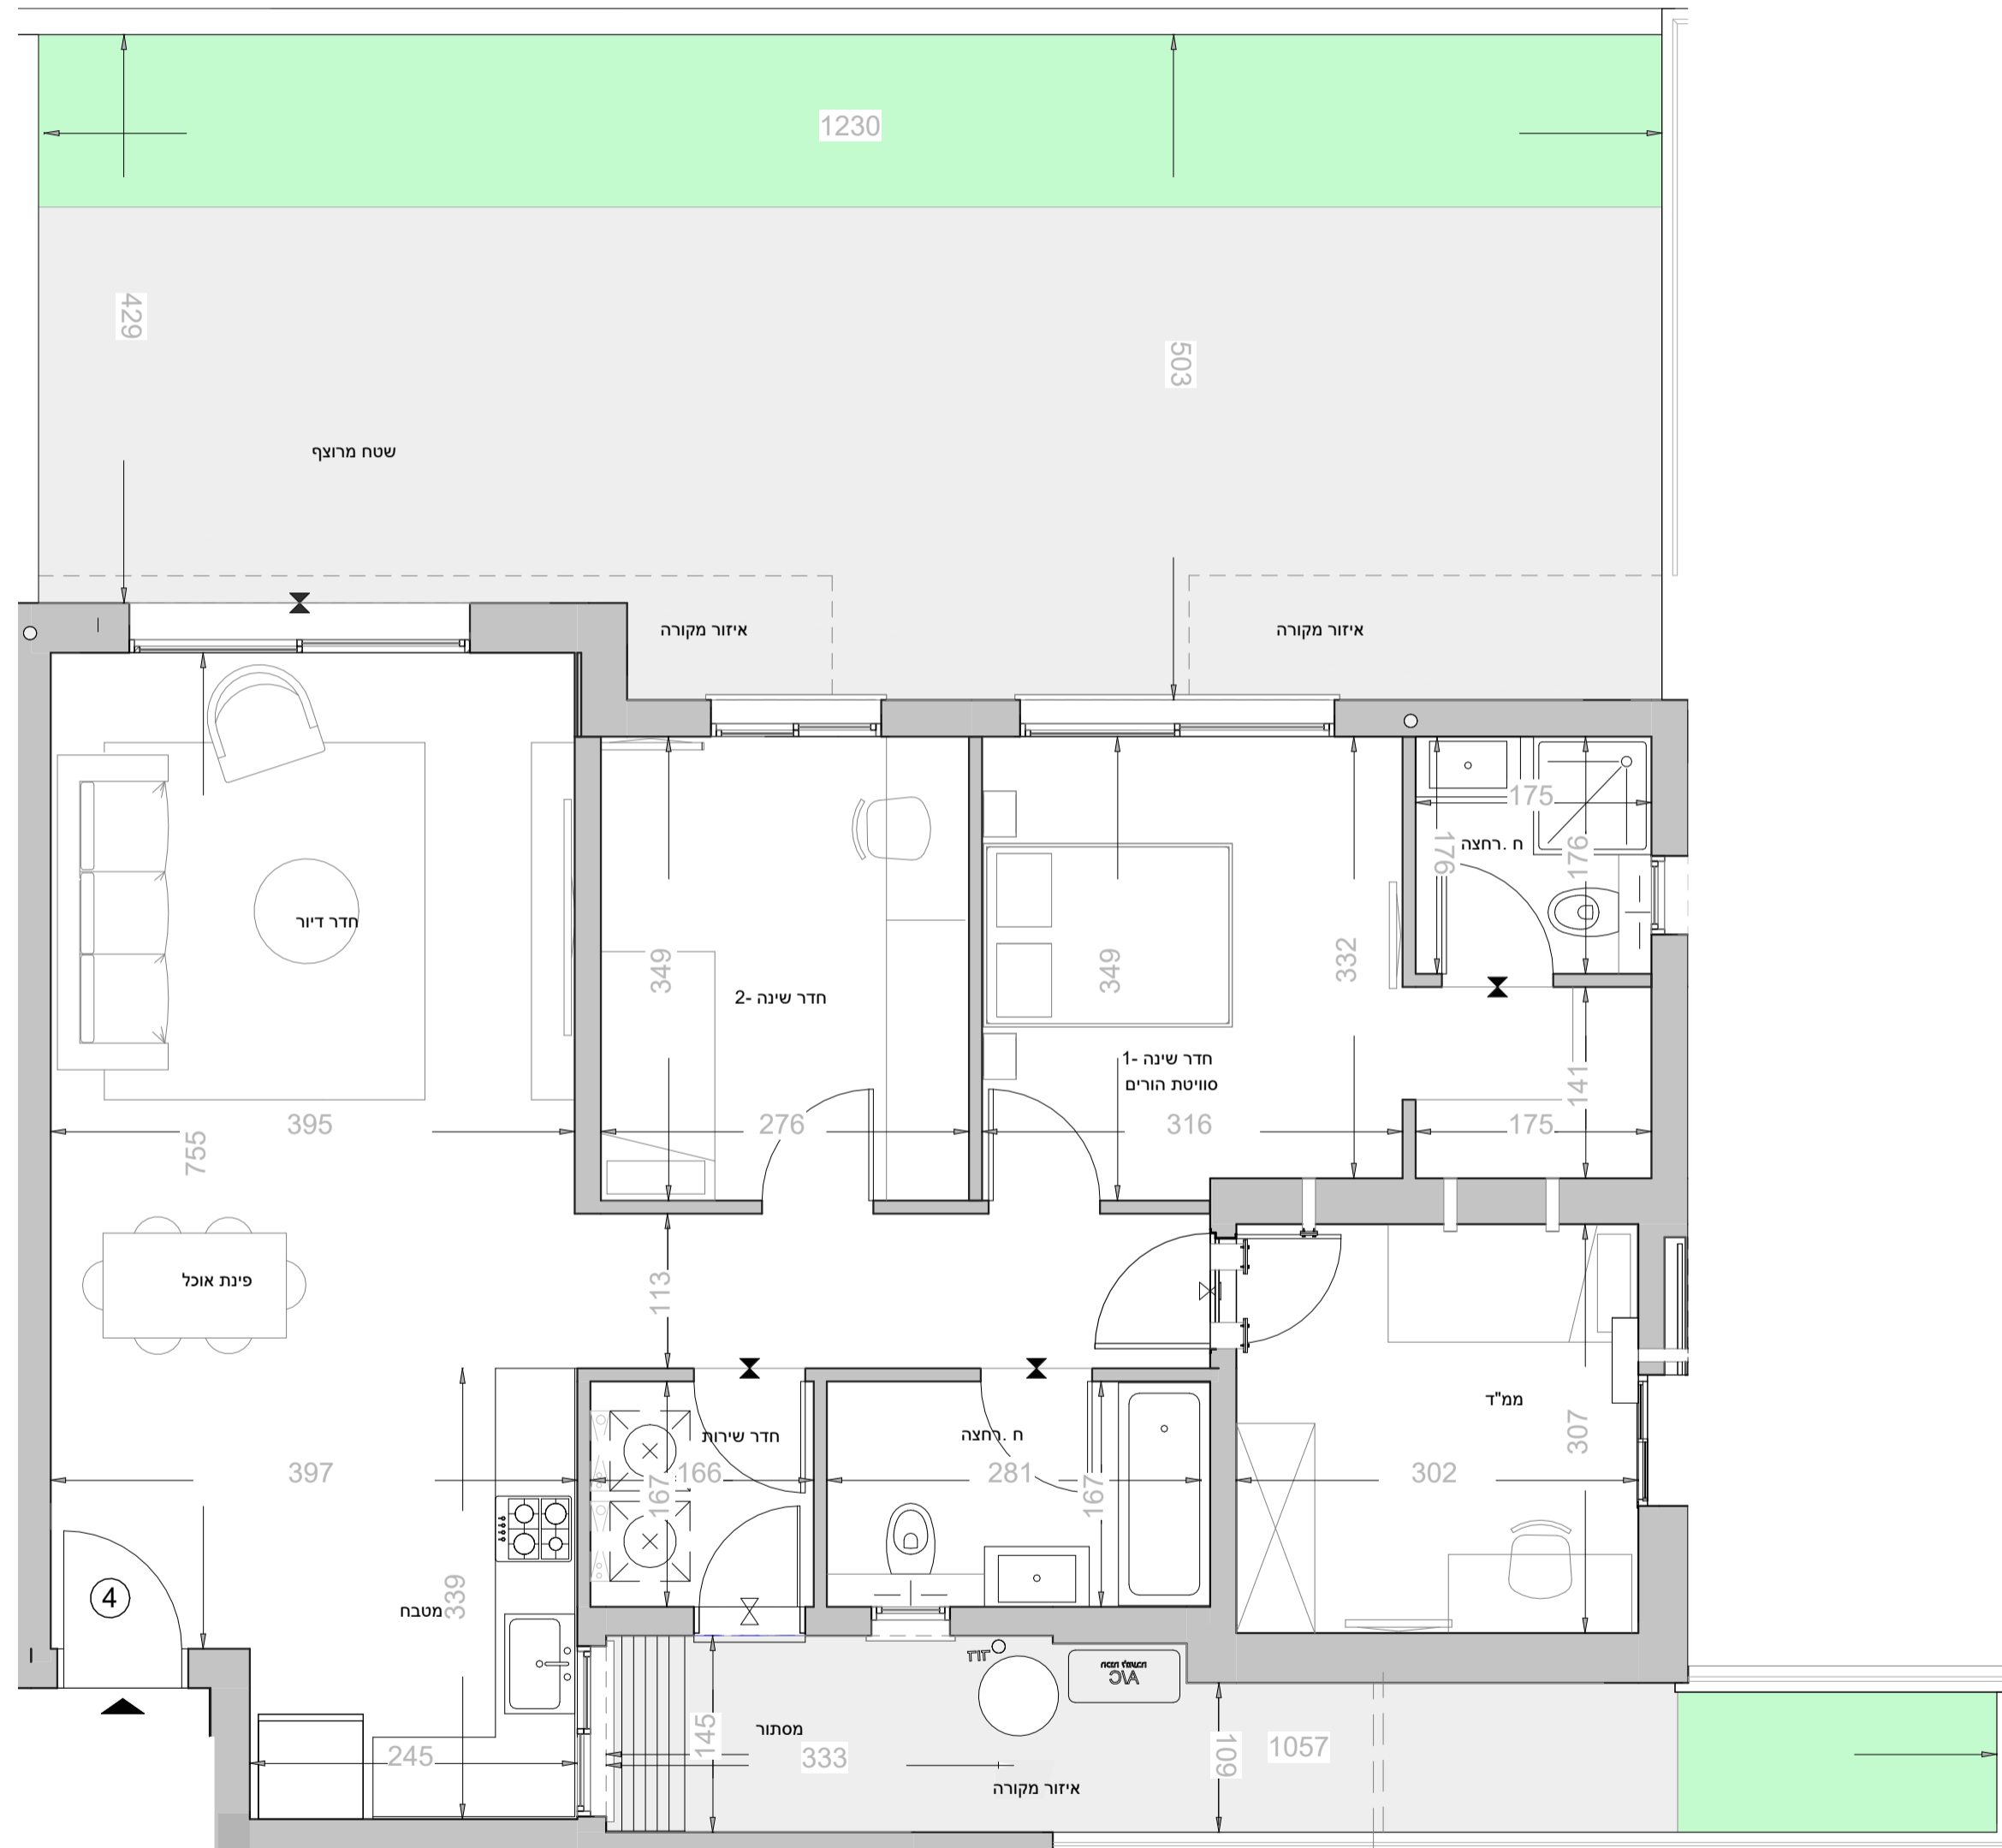 1230
429
503
שטח מרוצף
איזור מקורה
איזור מקורה
175
176
176
ח .רחצה
חדר דיור
349
349
332
חדר שינה -2
חדר שינה -1
סוויטת הורים
141
395
755
276
316
175
פינת אוכל
113
ממ"ד
307
חדר שירות
ח .רחצה
397
167
166
281
167
302
4
מטבח
339
דוד
הכנה למערכת
A/C
מסתור
145
333
245
109
1057
איזור מקורה